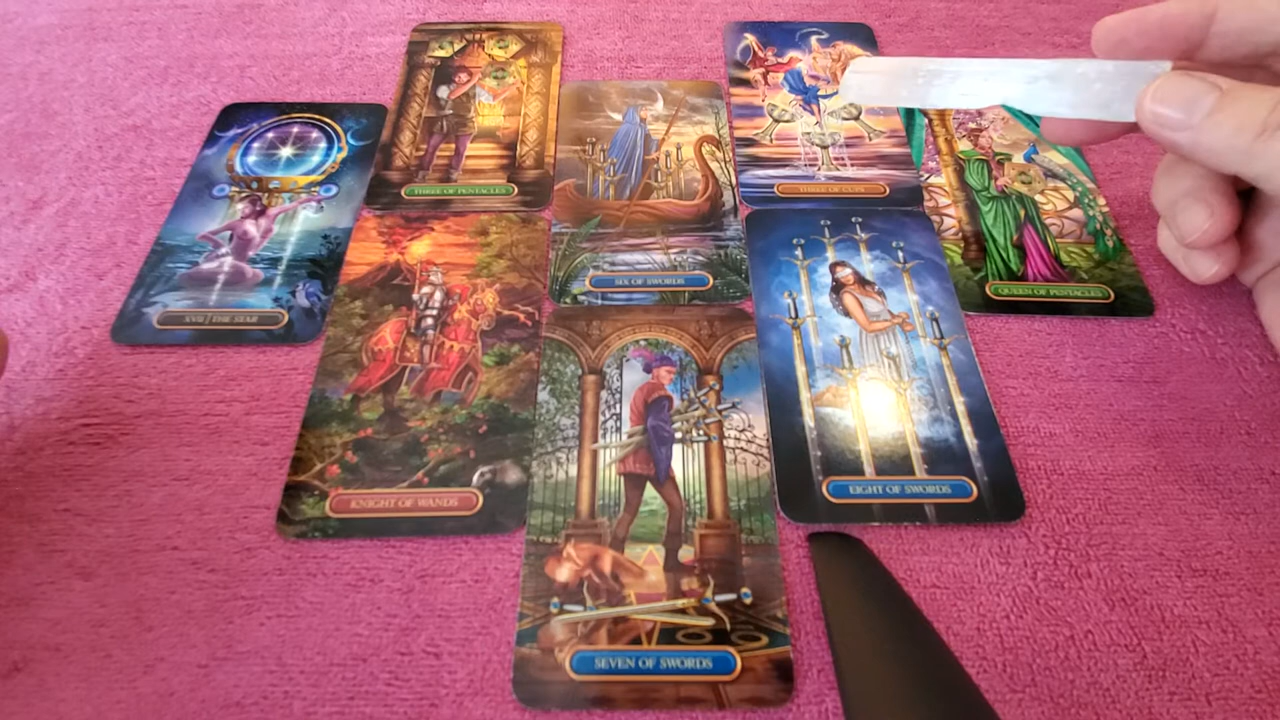 THREE OF PENTACLES
THREE OF CUPS
SIX OF SWORDS
QUEEN OF PENTACLES
XVII / THE STAR
KNIGHT OF WANDS
EIGHT OF SWORDS
SEVEN OF SWORDS